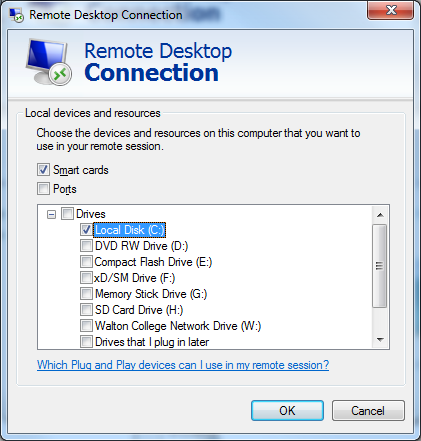 Remote Desktop Connection
Remote Desktop
Connection
Local devices and resources
Choose the devices and resources on this computer that you want to
use in your remote session.
Smart cards
Ports
Drives
Local Disk (C:)
DVD RW Drive (D:)
Compact Flash Drive (E:)
xD/SM Drive (F:)
Memory Stick Drive (G:)
SD Card Drive (H:)
Walton College Network Drive (W:)
Drives that I plug in later
Which Plug and Play devices can I use in my remote session?
OK
Cancel